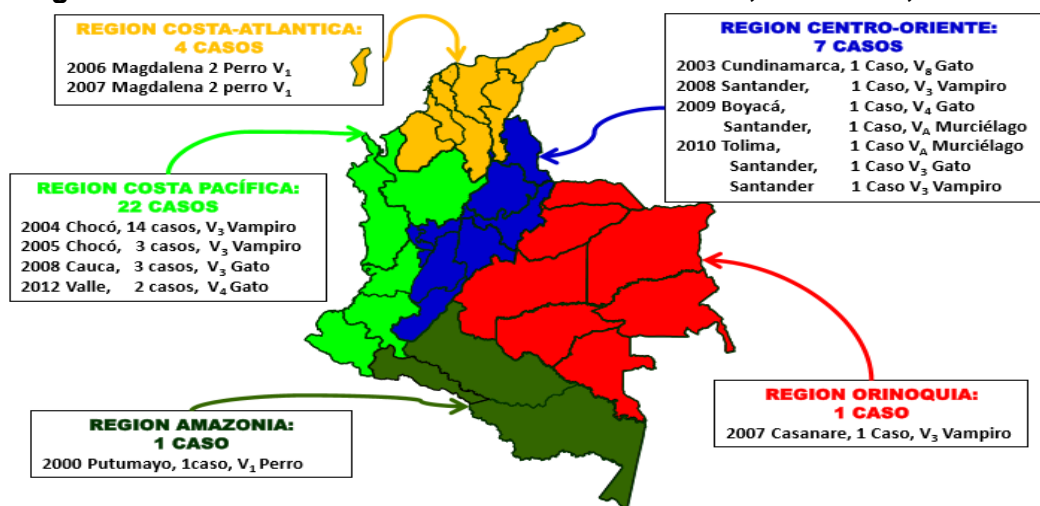 REGION COSTA-ATLANTICA:
4 CASOS
2006 Magdalena 2 Perro V₁
2007 Magdalena 2 perro V₁
REGION CENTRO-ORIENTE:
7 CASOS
2003 Cundinamarca, 1 Caso, V₈ Gato
2008 Santander, 1 Caso, V₃ Vampiro
2009 Boyacá, 1 Caso, V₄ Gato
Santander, 1 Caso, V_A Murciélago
2010 Tolima, 1 Caso V_A Murciélago
Santander, 1 Caso V₃ Gato
Santander 1 Caso V₃ Vampiro
REGION COSTA PACÍFICA:
22 CASOS
2004 Chocó, 14 casos, V₃ Vampiro
2005 Chocó, 3 casos, V₃ Vampiro
2008 Cauca, 3 casos, V₃ Gato
2012 Valle, 2 casos, V₄ Gato
REGION ORINOQUIA:
1 CASO
2007 Casanare, 1 Caso, V₃ Vampiro
REGION AMAZONIA:
1 CASO
2000 Putumayo, 1caso, V₁ Perro